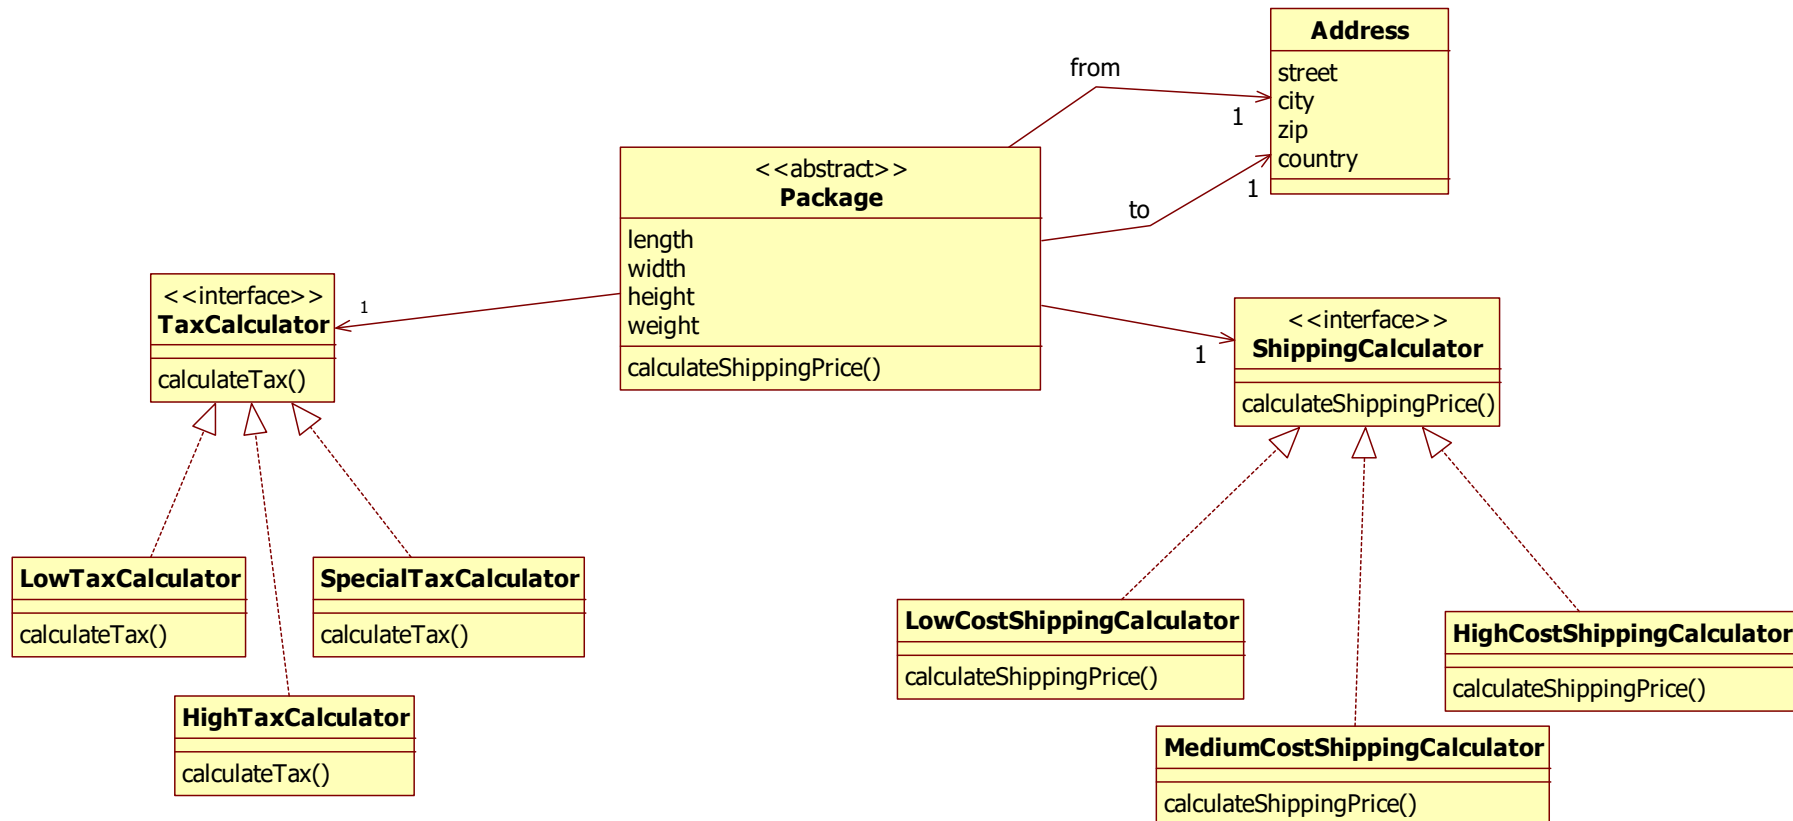 Address
street
city
zip
country
from
1
to
1
<<abstract>>
Package
length
width
height
weight
calculateShippingPrice()
<<interface>>
TaxCalculator
calculateTax()
1
<<interface>>
ShippingCalculator
calculateShippingPrice()
1
LowTaxCalculator
calculateTax()
SpecialTaxCalculator
calculateTax()
HighTaxCalculator
calculateTax()
LowCostShippingCalculator
calculateShippingPrice()
HighCostShippingCalculator
calculateShippingPrice()
MediumCostShippingCalculator
calculateShippingPrice()